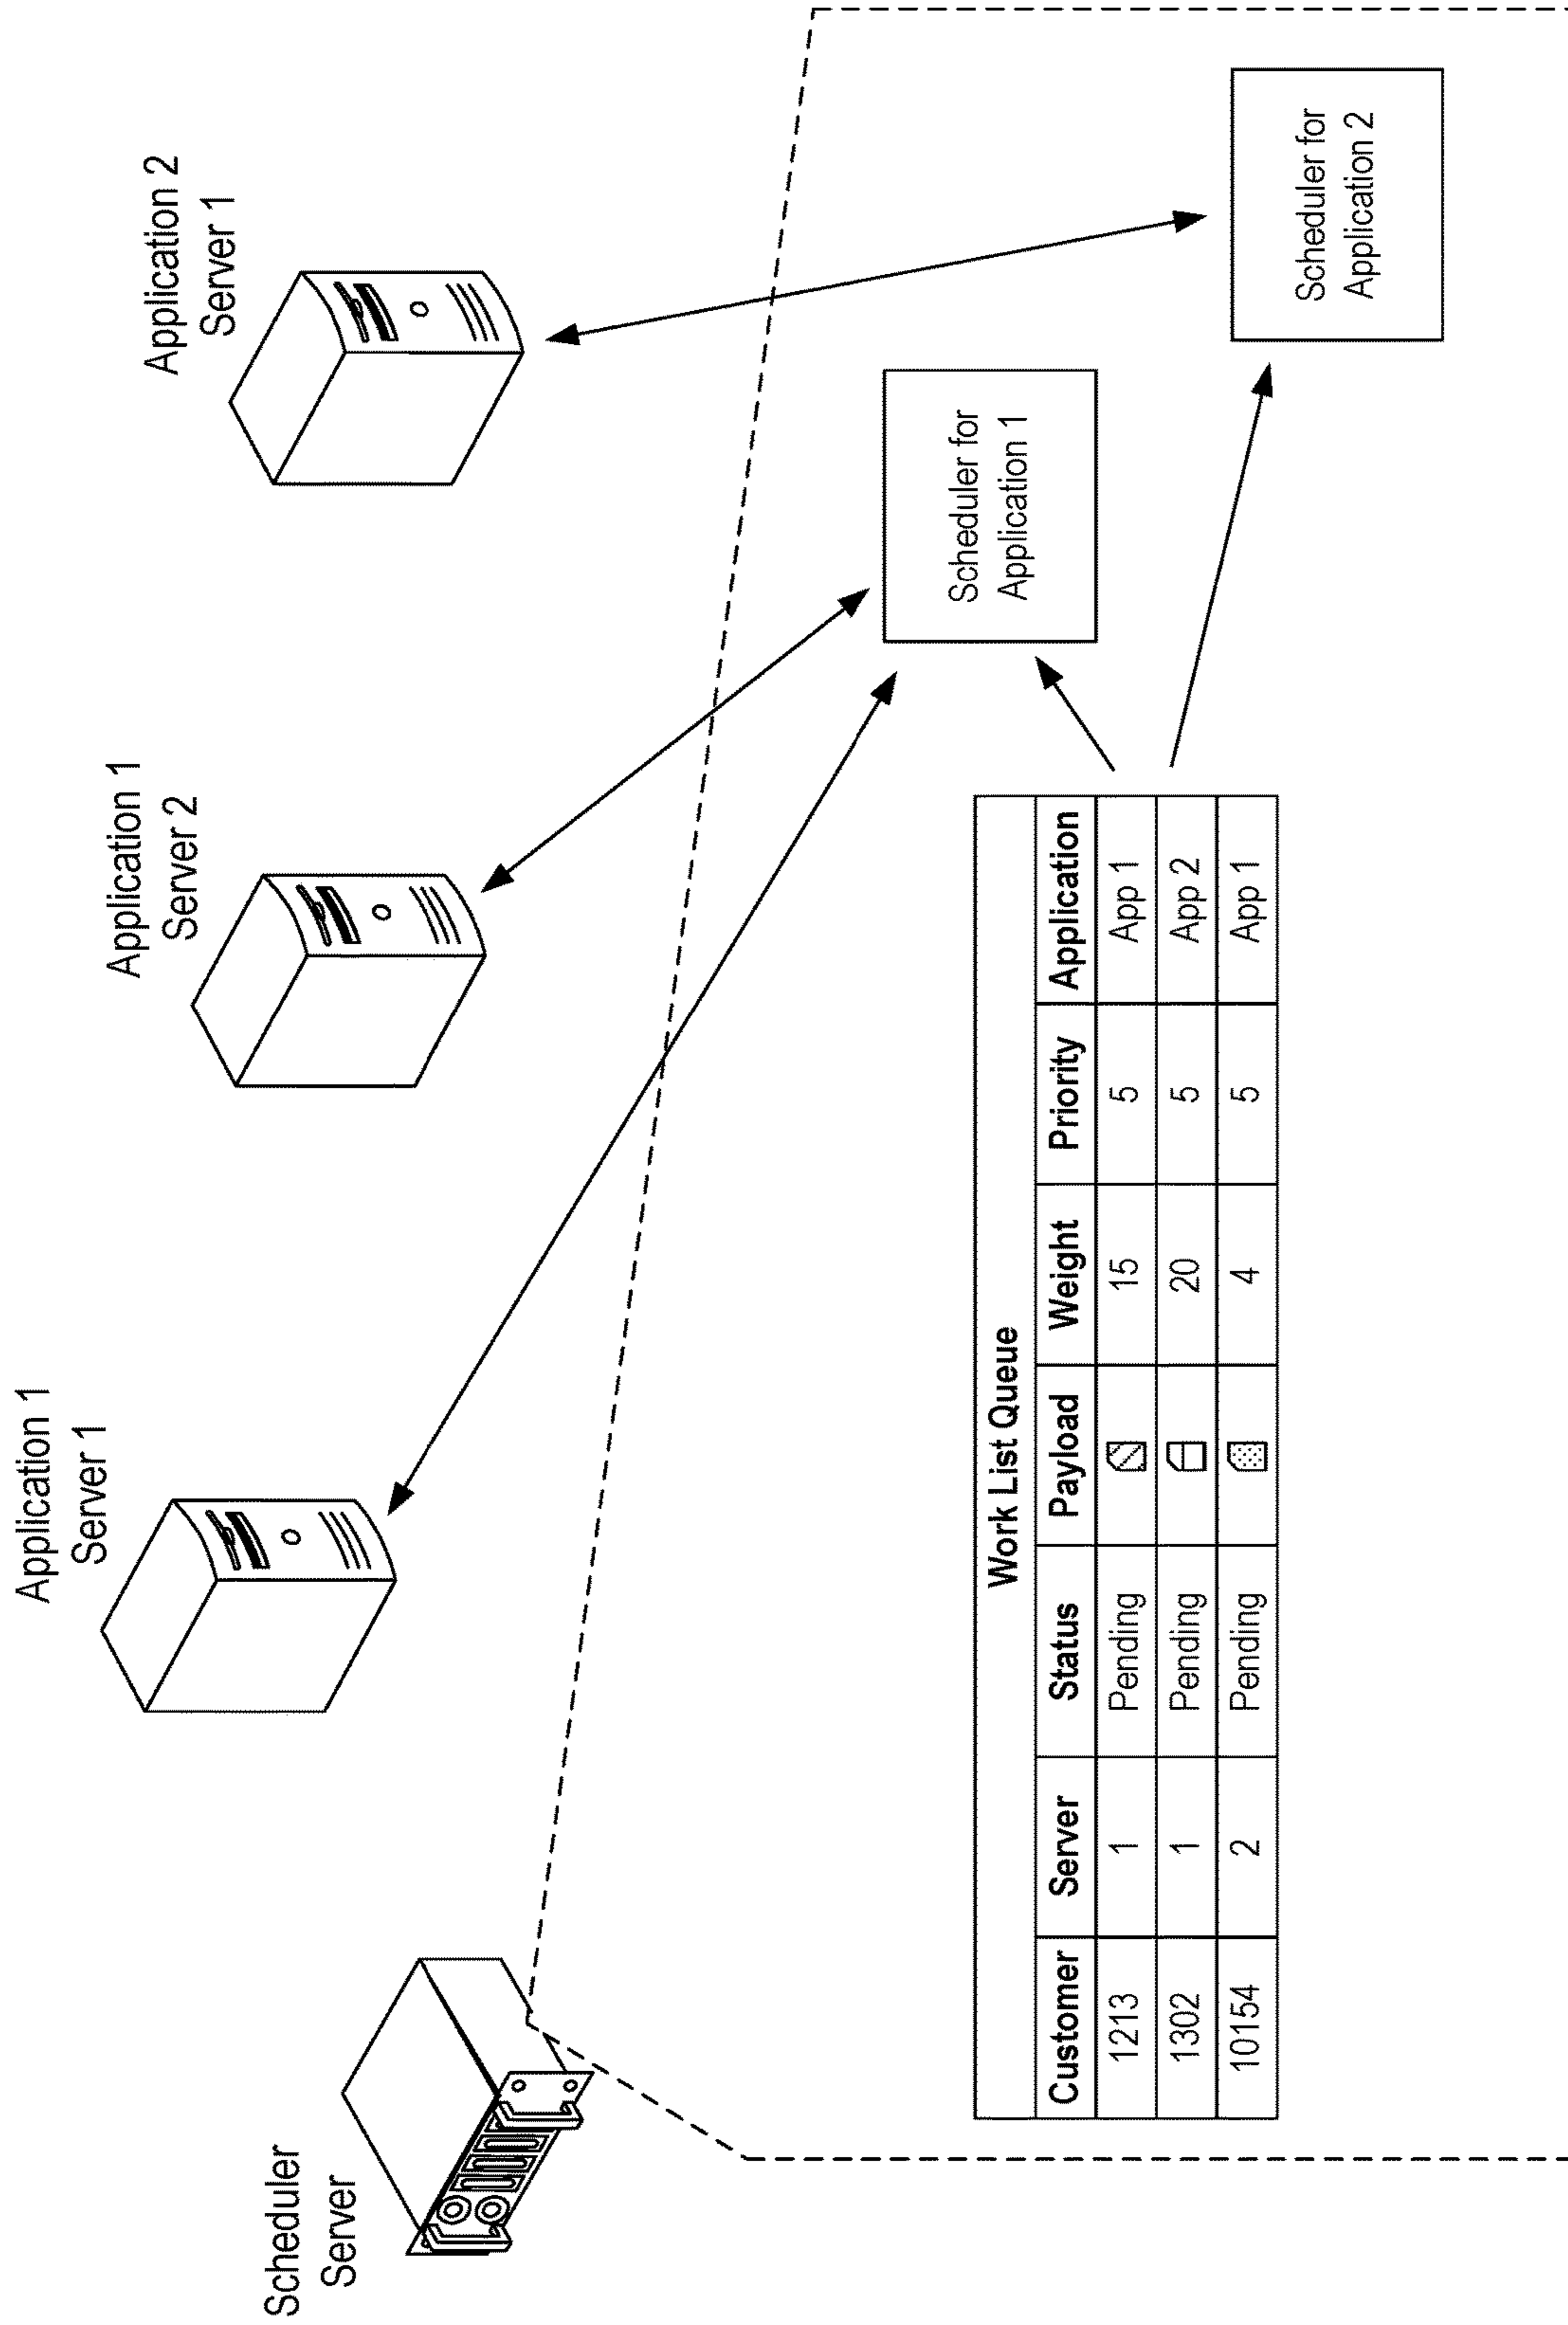 Scheduler
Server
Application 1
Server 1
Application 1
Server 2
Application 2
Server 1
Work List Queue
Customer Server Status Payload Weight Priority Application
1213 1 Pending 15 5 App 1
1302 1 Pending 20 5 App 2
10154 2 Pending 4 5 App 1
Scheduler for
Application 1
Scheduler for
Application 2